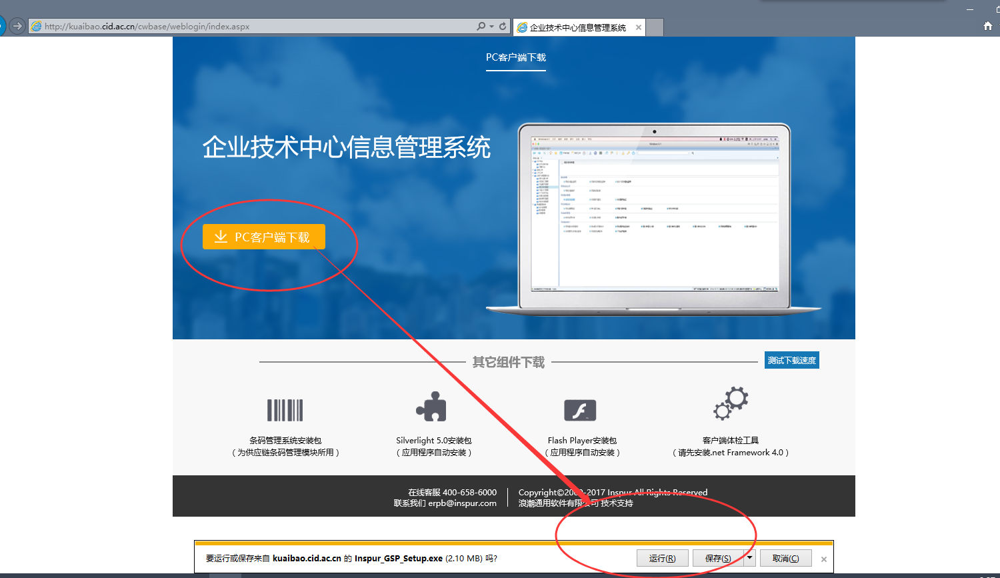 http://kuaibao.cid.ac.cn/cwbase/weblogin/index.aspx
企业技术中心信息管理系统
PC客户端下载
企业技术中心信息管理系统
PC客户端下载
其它组件下载
测试下载速度
条码管理系统安装包
（为供应链条码管理模块所用）
Silverlight 5.0安装包
（应用程序自动安装）
Flash Player安装包
（应用程序自动安装）
客户端体检工具
（请先安装.net Framework 4.0）
在线客服 400-658-6000
联系我们 erpb@inspur.com
Copyright©2000-2017 Inspur All Rights Reserved
浪潮通用软件有限公司 技术支持
要运行或保存来自 kuaibao.cid.ac.cn 的 Inspur_GSP_Setup.exe (2.10 MB) 吗?
运行(R)
保存(S)
取消(C)